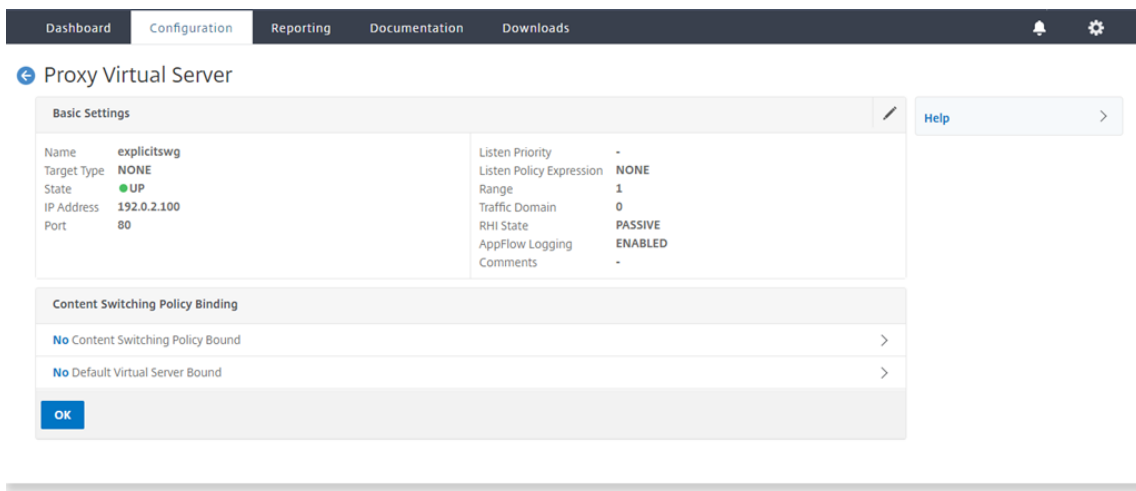 Dashboard Configuration Reporting Documentation Downloads
Proxy Virtual Server
Basic Settings
Name explicitswg
Target Type NONE
State UP
IP Address 192.0.2.100
Port 80
Listen Priority -
Listen Policy Expression NONE
Range 1
Traffic Domain 0
RHI State PASSIVE
AppFlow Logging ENABLED
Comments -
Help
Content Switching Policy Binding
No Content Switching Policy Bound
No Default Virtual Server Bound
OK